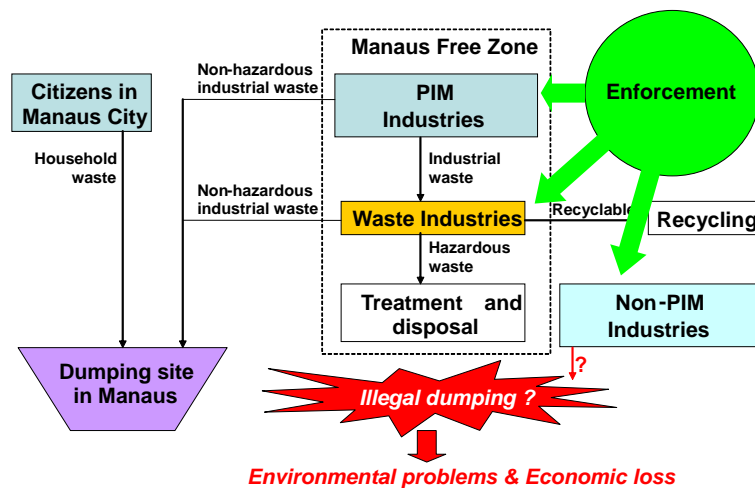 Manaus Free Zone
Citizens in
Manaus City
Non-hazardous
industrial waste
PIM
Industries
Enforcement
Household
waste
Industrial
waste
Non-hazardous
industrial waste
Waste Industries
Recyclable
Recycling
Hazardous
waste
Treatment and
disposal
Non-PIM
Industries
?
Dumping site
in Manaus
Illegal dumping ?
Environmental problems & Economic loss